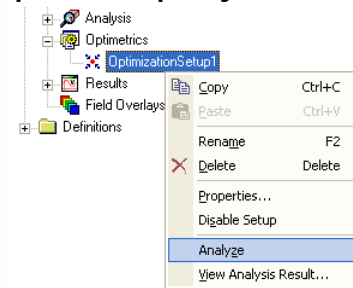 Analysis
Optimetrics
OptimizationSetup1
Results
Field Overlays
Definitions
Copy Ctrl+C
Paste Ctrl+V
Rename F2
Delete Delete
Properties...
Disable Setup
Analyze
View Analysis Result...